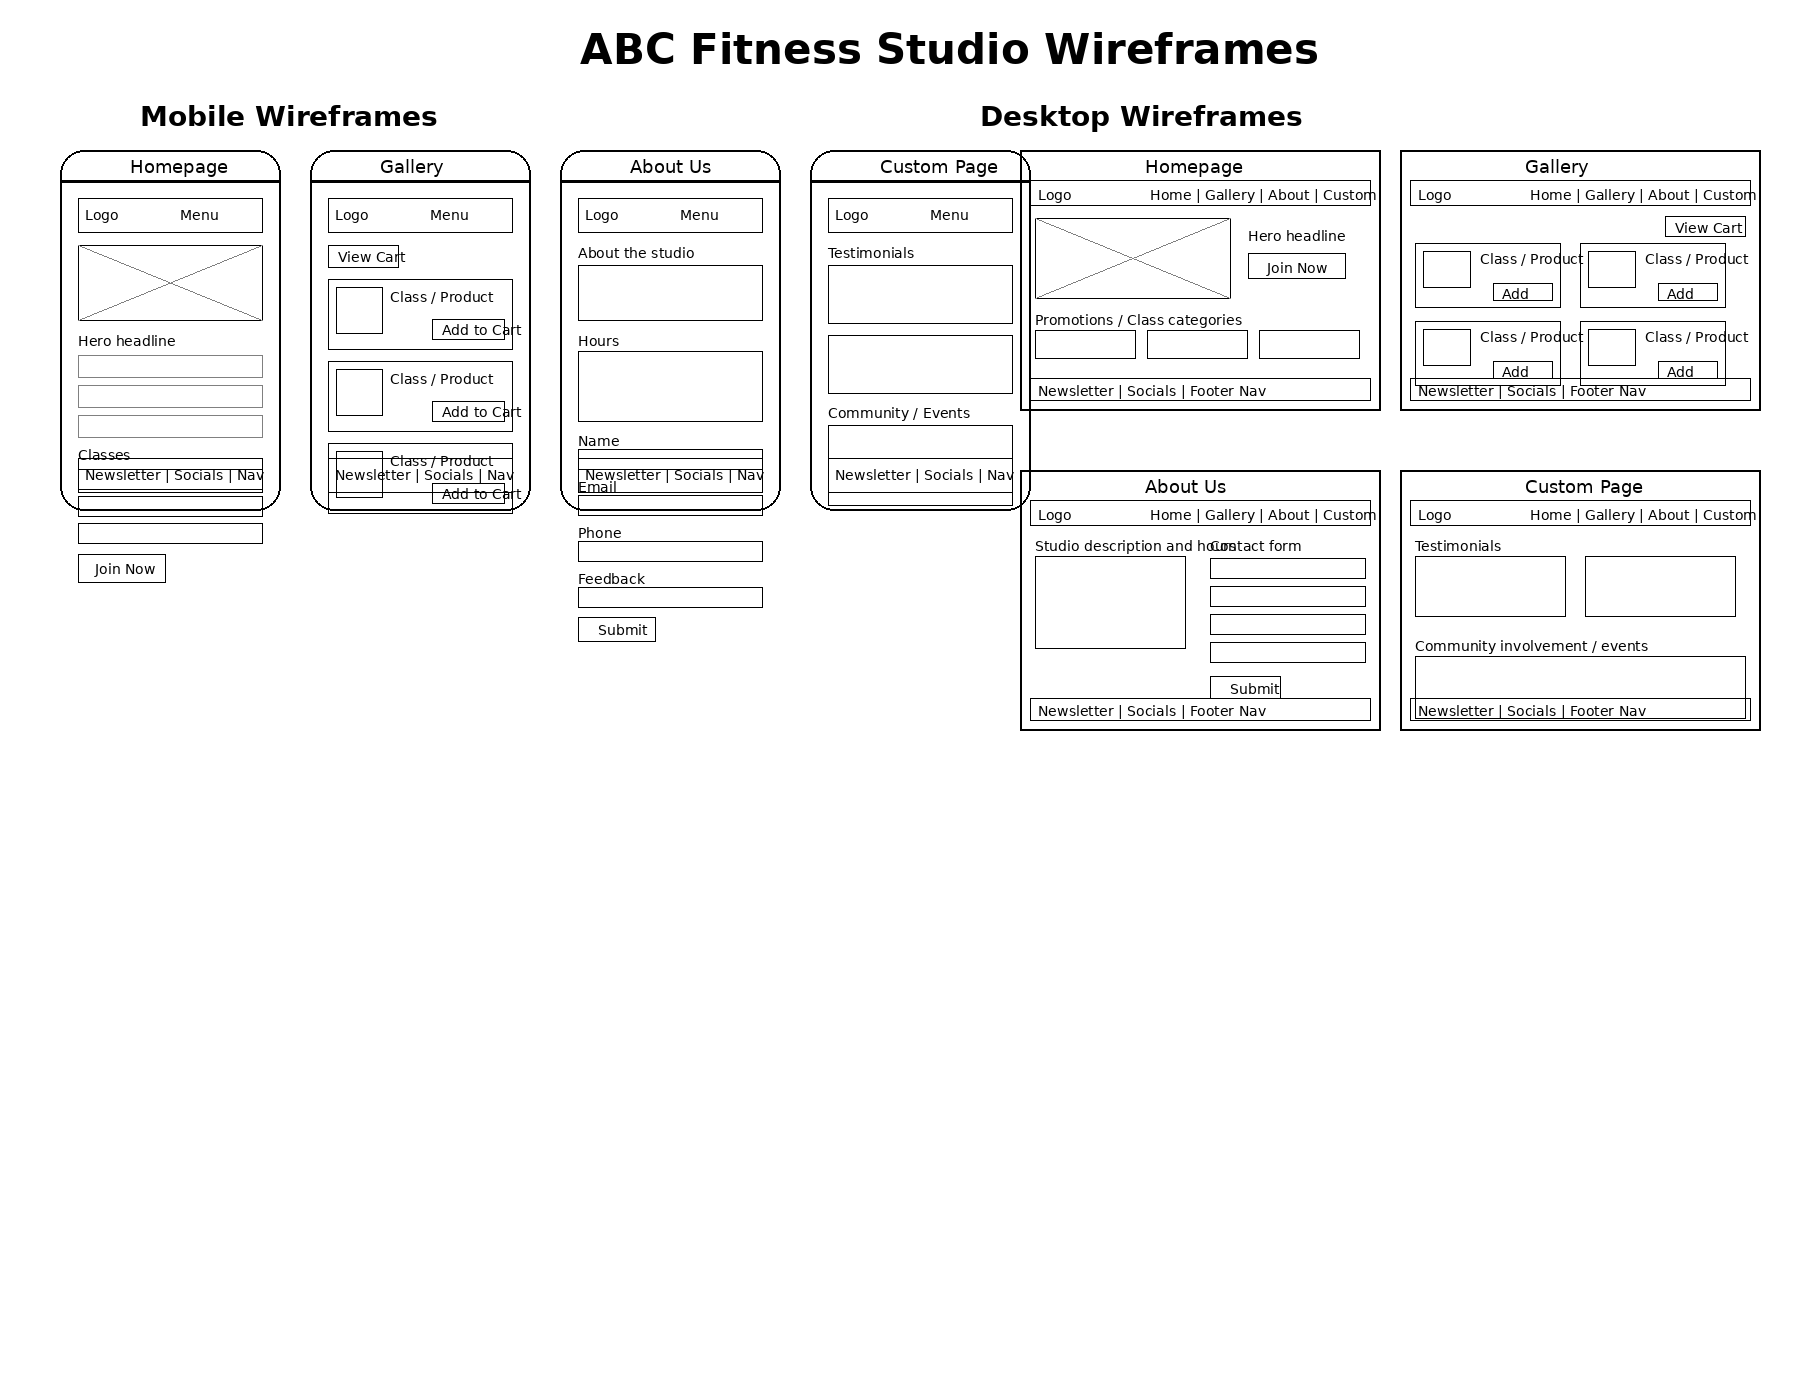 ABC Fitness Studio Wireframes
Mobile Wireframes
Homepage
Logo Menu
Hero headline
Classes
Newsletter | Socials | Nav
Join Now
Gallery
Logo Menu
View Cart
Class / Product
Add to Cart
Class / Product
Add to Cart
Class / Product
Newsletter | Socials | Nav
Add to Cart
About Us
Logo Menu
About the studio
Hours
Name
Newsletter | Socials | Nav
Email
Phone
Feedback
Submit
Custom Page
Logo Menu
Testimonials
Community / Events
Newsletter | Socials | Nav
Desktop Wireframes
Homepage
Logo Home | Gallery | About | Custom
Hero headline
Join Now
Promotions / Class categories
Newsletter | Socials | Footer Nav
Gallery
Logo Home | Gallery | About | Custom
View Cart
Class / Product Class / Product
Add Add
Class / Product Class / Product
Add Add
Newsletter | Socials | Footer Nav
About Us
Logo Home | Gallery | About | Custom
Studio description and hours Contact form
Submit
Newsletter | Socials | Footer Nav
Custom Page
Logo Home | Gallery | About | Custom
Testimonials
Community involvement / events
Newsletter | Socials | Footer Nav